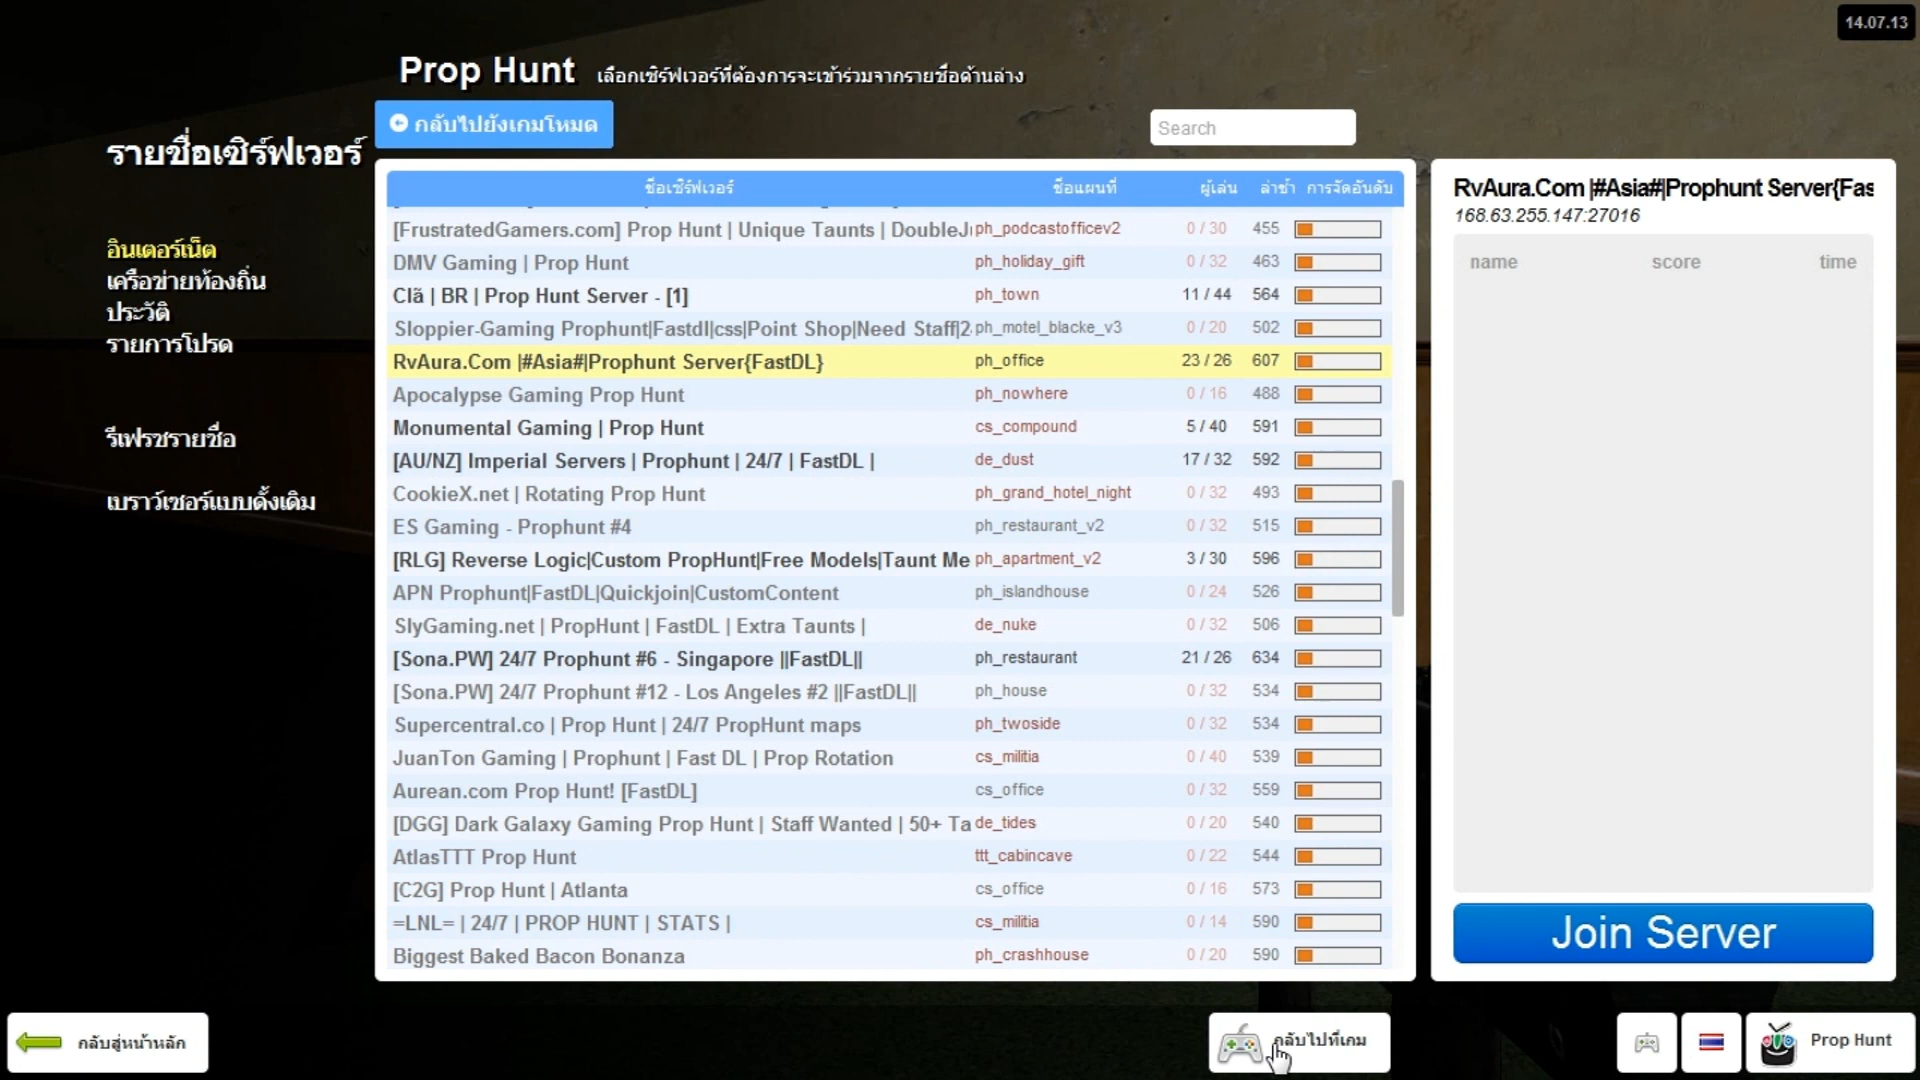 14.07.13
Prop Hunt เลือกเซิร์ฟเวอร์ที่ต้องการจะเข้าร่วมจากรายชื่อด้านล่าง
กลับไปยังเกมโหมด
Search
รายชื่อเซิร์ฟเวอร์
อินเตอร์เน็ต
เครือข่ายท้องถิ่น
ประวัติ
รายการโปรด
รีเฟรชรายชื่อ
เบราว์เซอร์แบบดั้งเดิม
ชื่อเซิร์ฟเวอร์ ชื่อแผนที่ ผู้เล่น ล่าช้า การจัดอันดับ
[FrustratedGamers.com] Prop Hunt | Unique Taunts | DoubleJ ph_podcastofficev2 0 / 30 455
DMV Gaming | Prop Hunt ph_holiday_gift 0 / 32 463
Clã | BR | Prop Hunt Server - [1] ph_town 11 / 44 564
Sloppier-Gaming Prophunt|Fastdl|css|Point Shop|Need Staff|2 ph_motel_blacke_v3 0 / 20 502
RvAura.Com |#Asia#|Prophunt Server{FastDL} ph_office 23 / 26 607
Apocalypse Gaming Prop Hunt ph_nowhere 0 / 16 488
Monumental Gaming | Prop Hunt cs_compound 5 / 40 591
[AU/NZ] Imperial Servers | Prophunt | 24/7 | FastDL | de_dust 17 / 32 592
CookieX.net | Rotating Prop Hunt ph_grand_hotel_night 0 / 32 493
ES Gaming - Prophunt #4 ph_restaurant_v2 0 / 32 515
[RLG] Reverse Logic|Custom PropHunt|Free Models|Taunt Me ph_apartment_v2 3 / 30 596
APN Prophunt|FastDL|Quickjoin|CustomContent ph_islandhouse 0 / 24 526
SlyGaming.net | PropHunt | FastDL | Extra Taunts | de_nuke 0 / 32 506
[Sona.PW] 24/7 Prophunt #6 - Singapore ||FastDL|| ph_restaurant 21 / 26 634
[Sona.PW] 24/7 Prophunt #12 - Los Angeles #2 ||FastDL|| ph_house 0 / 32 534
Supercentral.co | Prop Hunt | 24/7 PropHunt maps ph_twoside 0 / 32 534
JuanTon Gaming | Prophunt | Fast DL | Prop Rotation cs_militia 0 / 40 539
Aurean.com Prop Hunt! [FastDL] cs_office 0 / 32 559
[DGG] Dark Galaxy Gaming Prop Hunt | Staff Wanted | 50+ Ta de_tides 0 / 20 540
AtlasTTT Prop Hunt ttt_cabincave 0 / 22 544
[C2G] Prop Hunt | Atlanta cs_office 0 / 16 573
=LNL= | 24/7 | PROP HUNT | STATS | cs_militia 0 / 14 590
Biggest Baked Bacon Bonanza ph_crashhouse 0 / 20 590
RvAura.Com |#Asia#|Prophunt Server{Fas
168.63.255.147:27016
name score time
Join Server
กลับสู่หน้าหลัก
กลับไปที่เกม
Prop Hunt